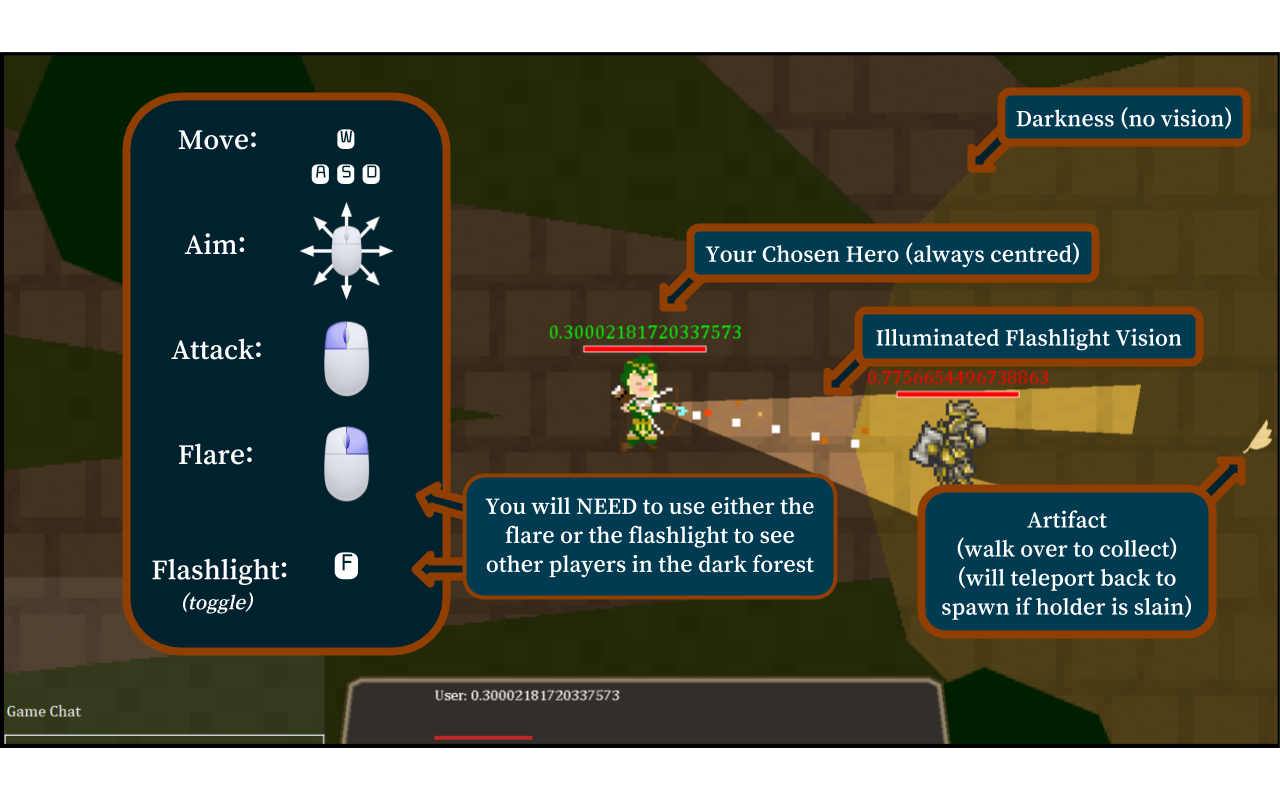 Move:
W
A S D
Aim:
Attack:
Flare:
Flashlight:
F
(toggle)
Darkness (no vision)
Your Chosen Hero (always centred)
0.30002181720337573
Illuminated Flashlight Vision
0.7756654496738863
You will NEED to use either the
flare or the flashlight to see
other players in the dark forest
Artifact
(walk over to collect)
(will teleport back to
spawn if holder is slain)
User: 0.30002181720337573
Game Chat